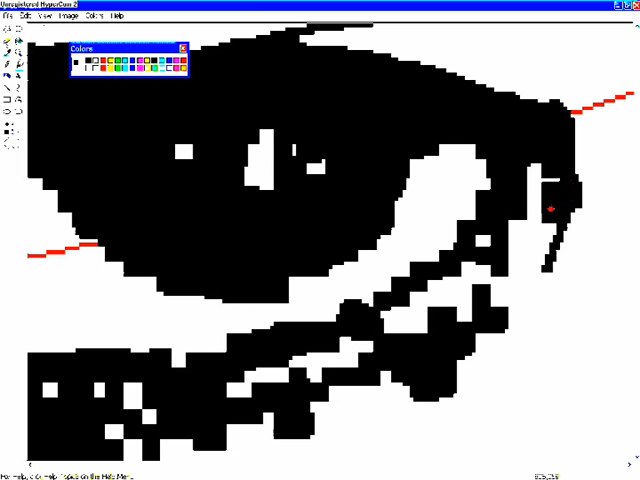 Unregistered HyperCam 2
File Edit View Image Colors Help
Colors
For Help, click Help Topics on the Help Menu.